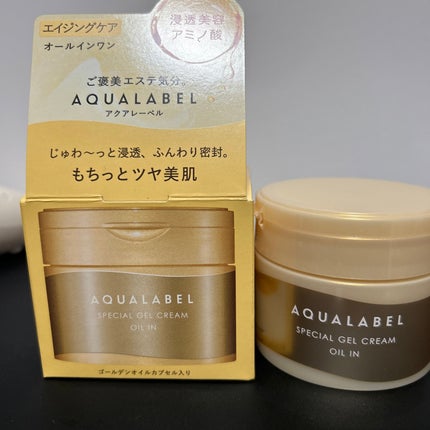 エイジングケア
オールインワン
浸透美容
アミノ酸
ご褒美エステ気分。
AQUALABEL
アクアレーベル
じゅわ〜っと浸透、ふんわり密封。
もちっとツヤ美肌
AQUALABEL
SPECIAL GEL CREAM
OIL IN
ゴールデンオイルカプセル入り
AQUALABEL
SPECIAL GEL CREAM
OIL IN